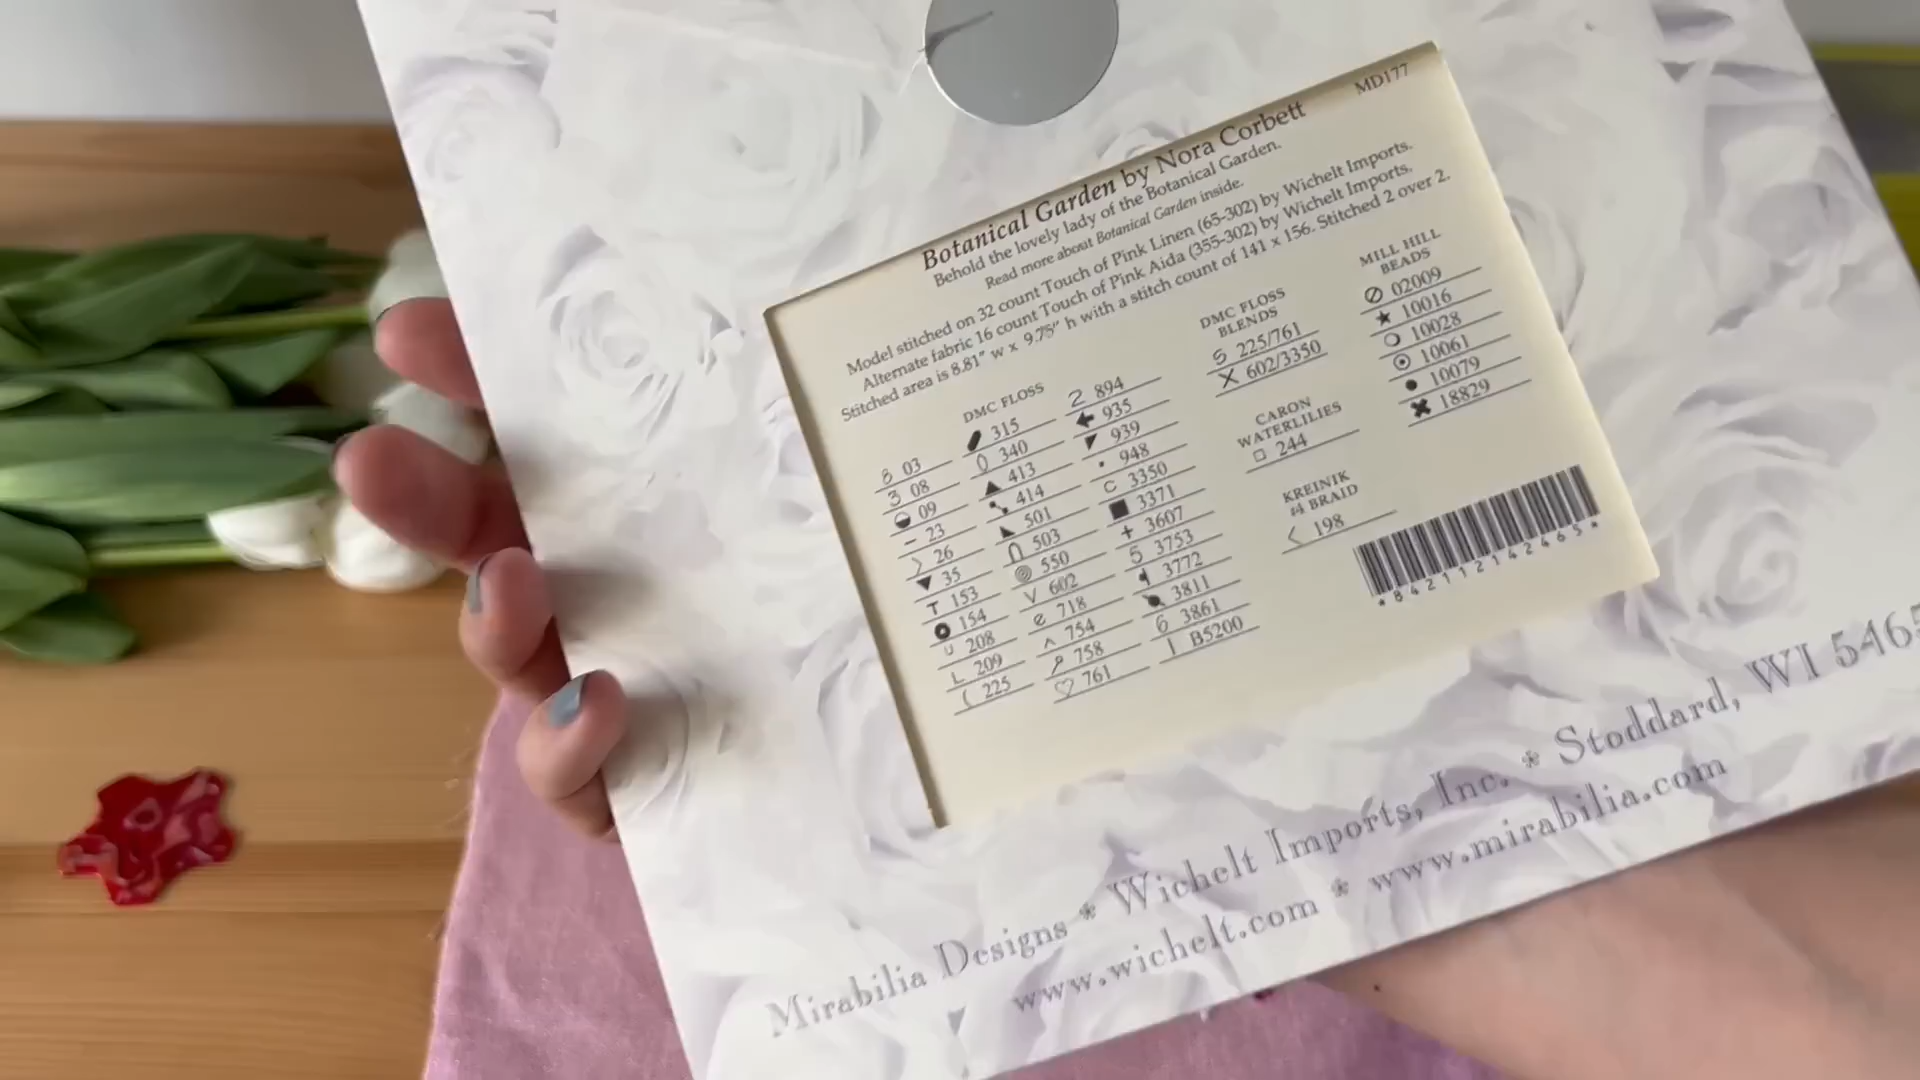 MD177
Botanical Garden by Nora Corbett
Behold the lovely lady of the Botanical Garden.
Read more about Botanical Garden inside.
Model stitched on 32 count Touch of Pink Linen (65-302) by Wichelt Imports.
Alternate fabric 16 count Touch of Pink Aida (355-302) by Wichelt Imports.
Stitched area is 8.81" w x 9.75" h with a stitch count of 141 x 156. Stitched 2 over 2.
DMC FLOSS
03
08
09
23
26
35
153
154
208
209
225
315
340
413
414
501
503
550
602
718
754
758
761
894
935
939
948
3350
3371
3607
3753
3772
3811
3861
B5200
DMC FLOSS
BLENDS
225/761
602/3350
CARON
WATERLILIES
244
KREINIK
#4 BRAID
198
MILL HILL
BEADS
02009
10016
10028
10061
10079
18829
*842112142465*
Mirabilia Designs * Wichelt Imports, Inc. * Stoddard, WI 5465
www.wichelt.com * www.mirabilia.com